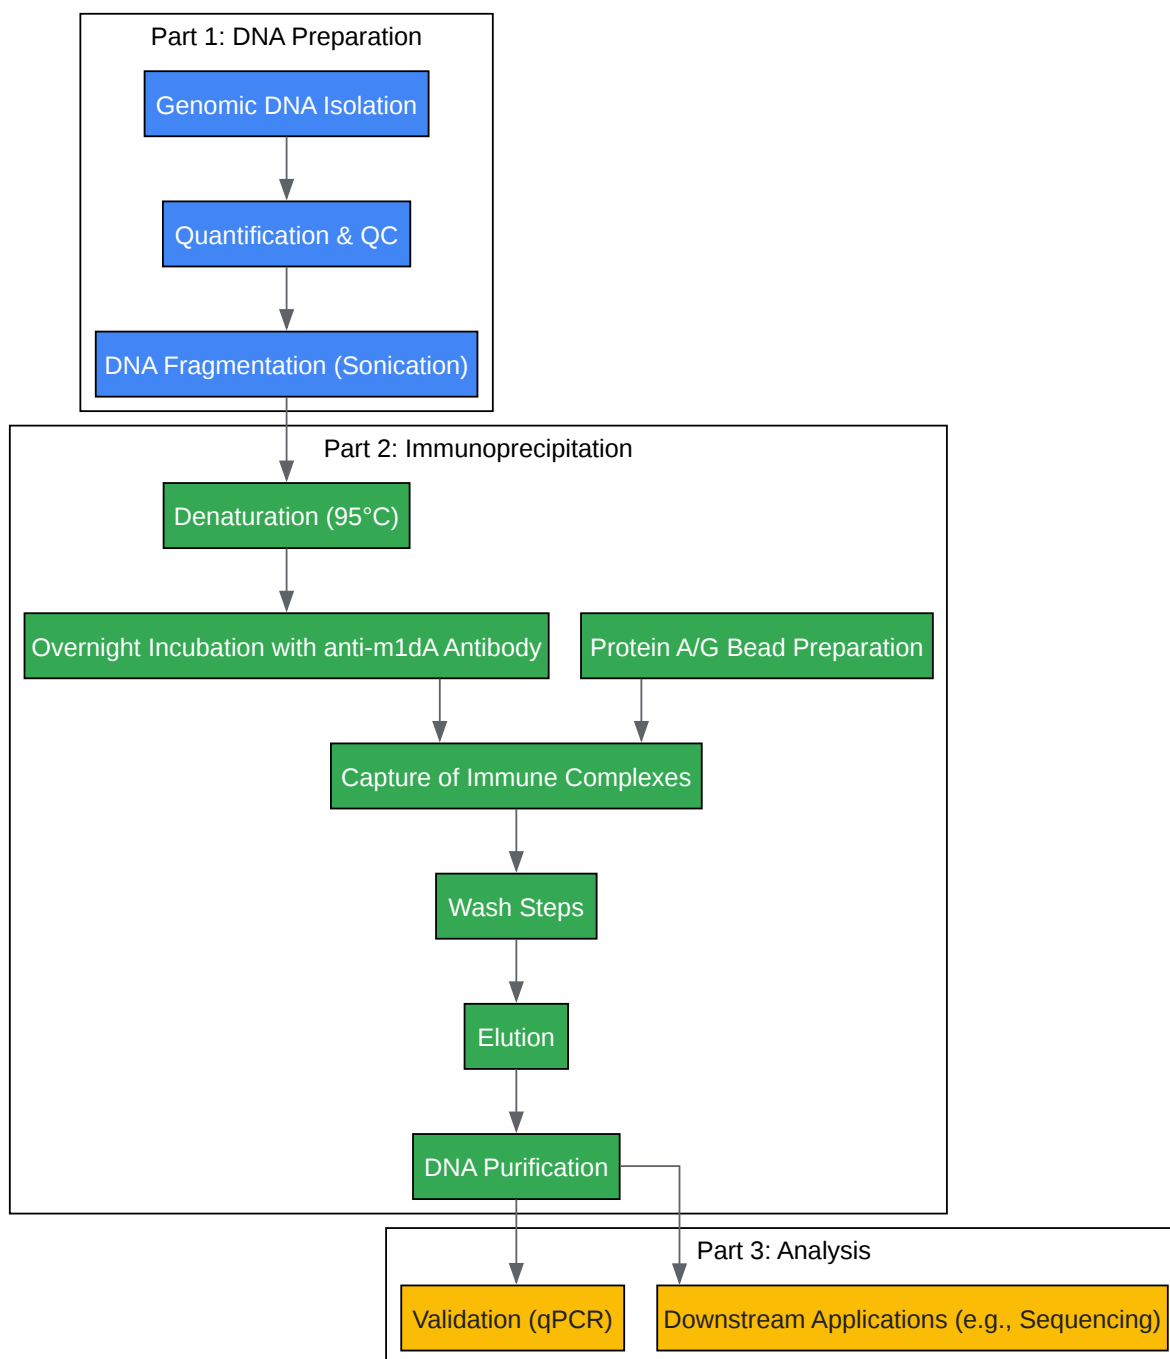 Part 1: DNA Preparation
Genomic DNA Isolation
Quantification & QC
DNA Fragmentation (Sonication)
Part 2: Immunoprecipitation
Denaturation (95°C)
Overnight Incubation with anti-m1dA Antibody
Protein A/G Bead Preparation
Capture of Immune Complexes
Wash Steps
Elution
DNA Purification
Part 3: Analysis
Validation (qPCR)
Downstream Applications (e.g., Sequencing)